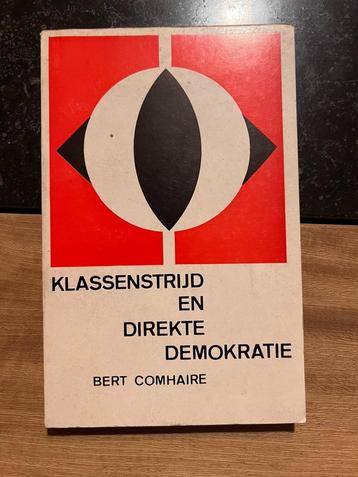 KLASSENSTRIJD
EN
DIREKTE
DEMOKRATIE
BERT COMHAIRE